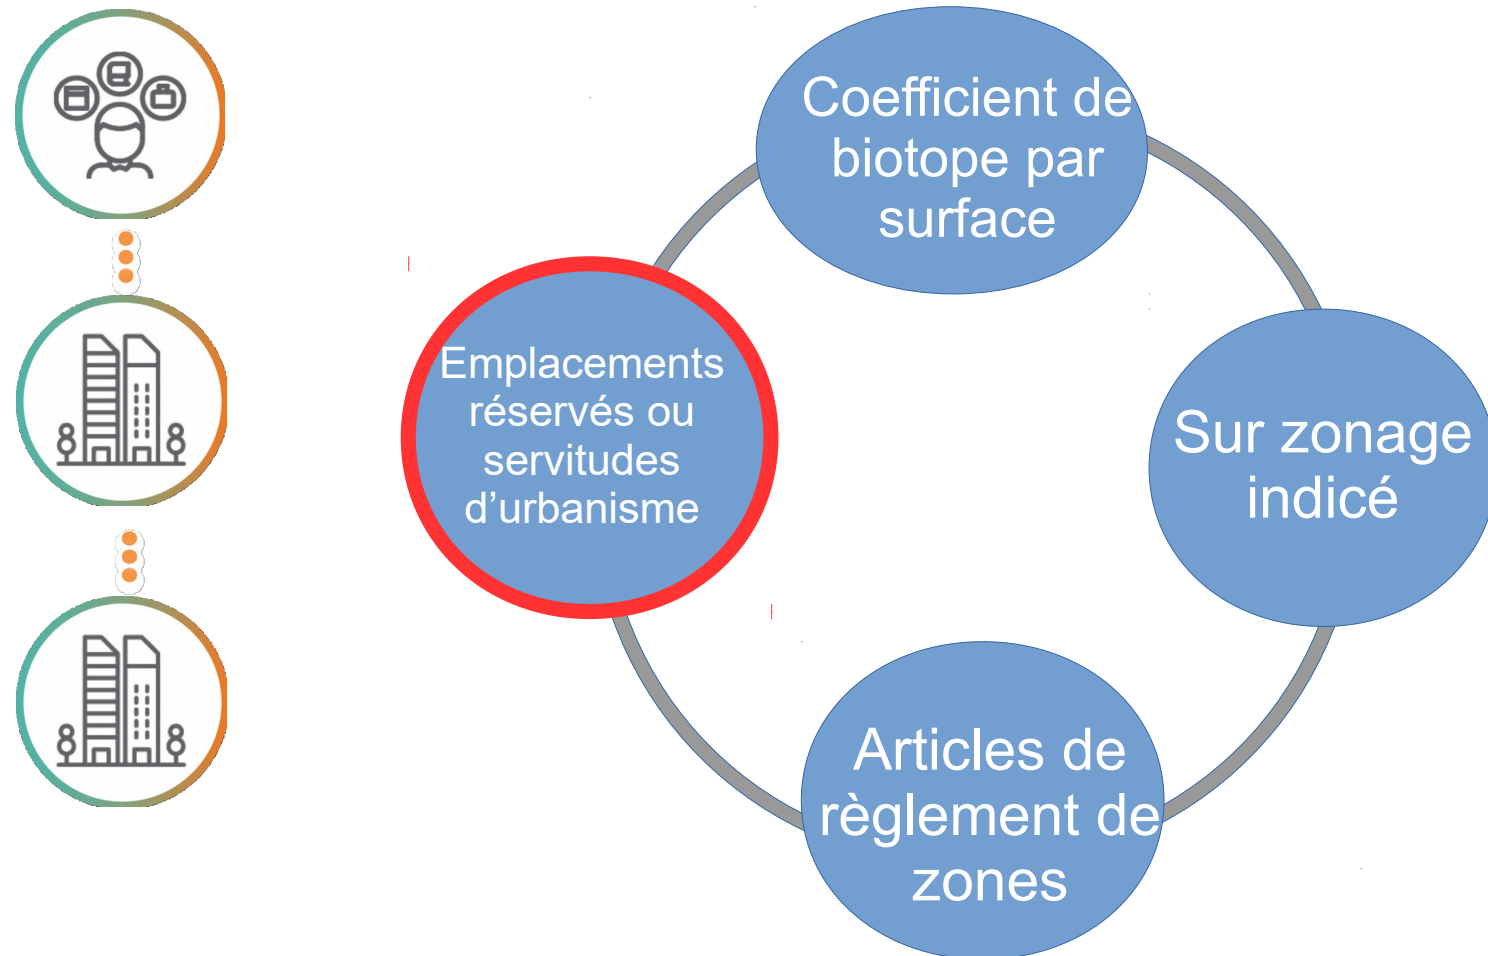 Coefficient de
biotope par
surface
Emplacements
réservés ou
servitudes
d’urbanisme
Sur zonage
indicé
Articles de
règlement de
zones